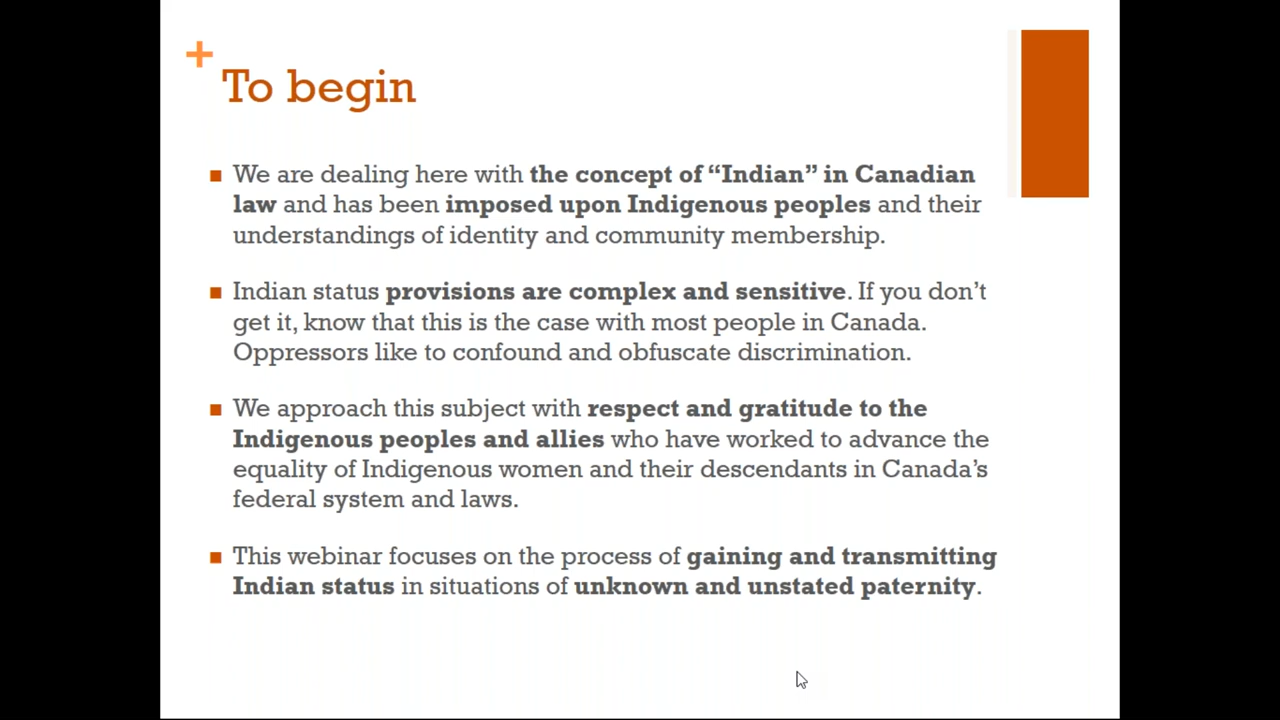 +
To begin
We are dealing here with the concept of “Indian” in Canadian
law and has been imposed upon Indigenous peoples and their
understandings of identity and community membership.
Indian status provisions are complex and sensitive. If you don’t
get it, know that this is the case with most people in Canada.
Oppressors like to confound and obfuscate discrimination.
We approach this subject with respect and gratitude to the
Indigenous peoples and allies who have worked to advance the
equality of Indigenous women and their descendants in Canada’s
federal system and laws.
This webinar focuses on the process of gaining and transmitting
Indian status in situations of unknown and unstated paternity.